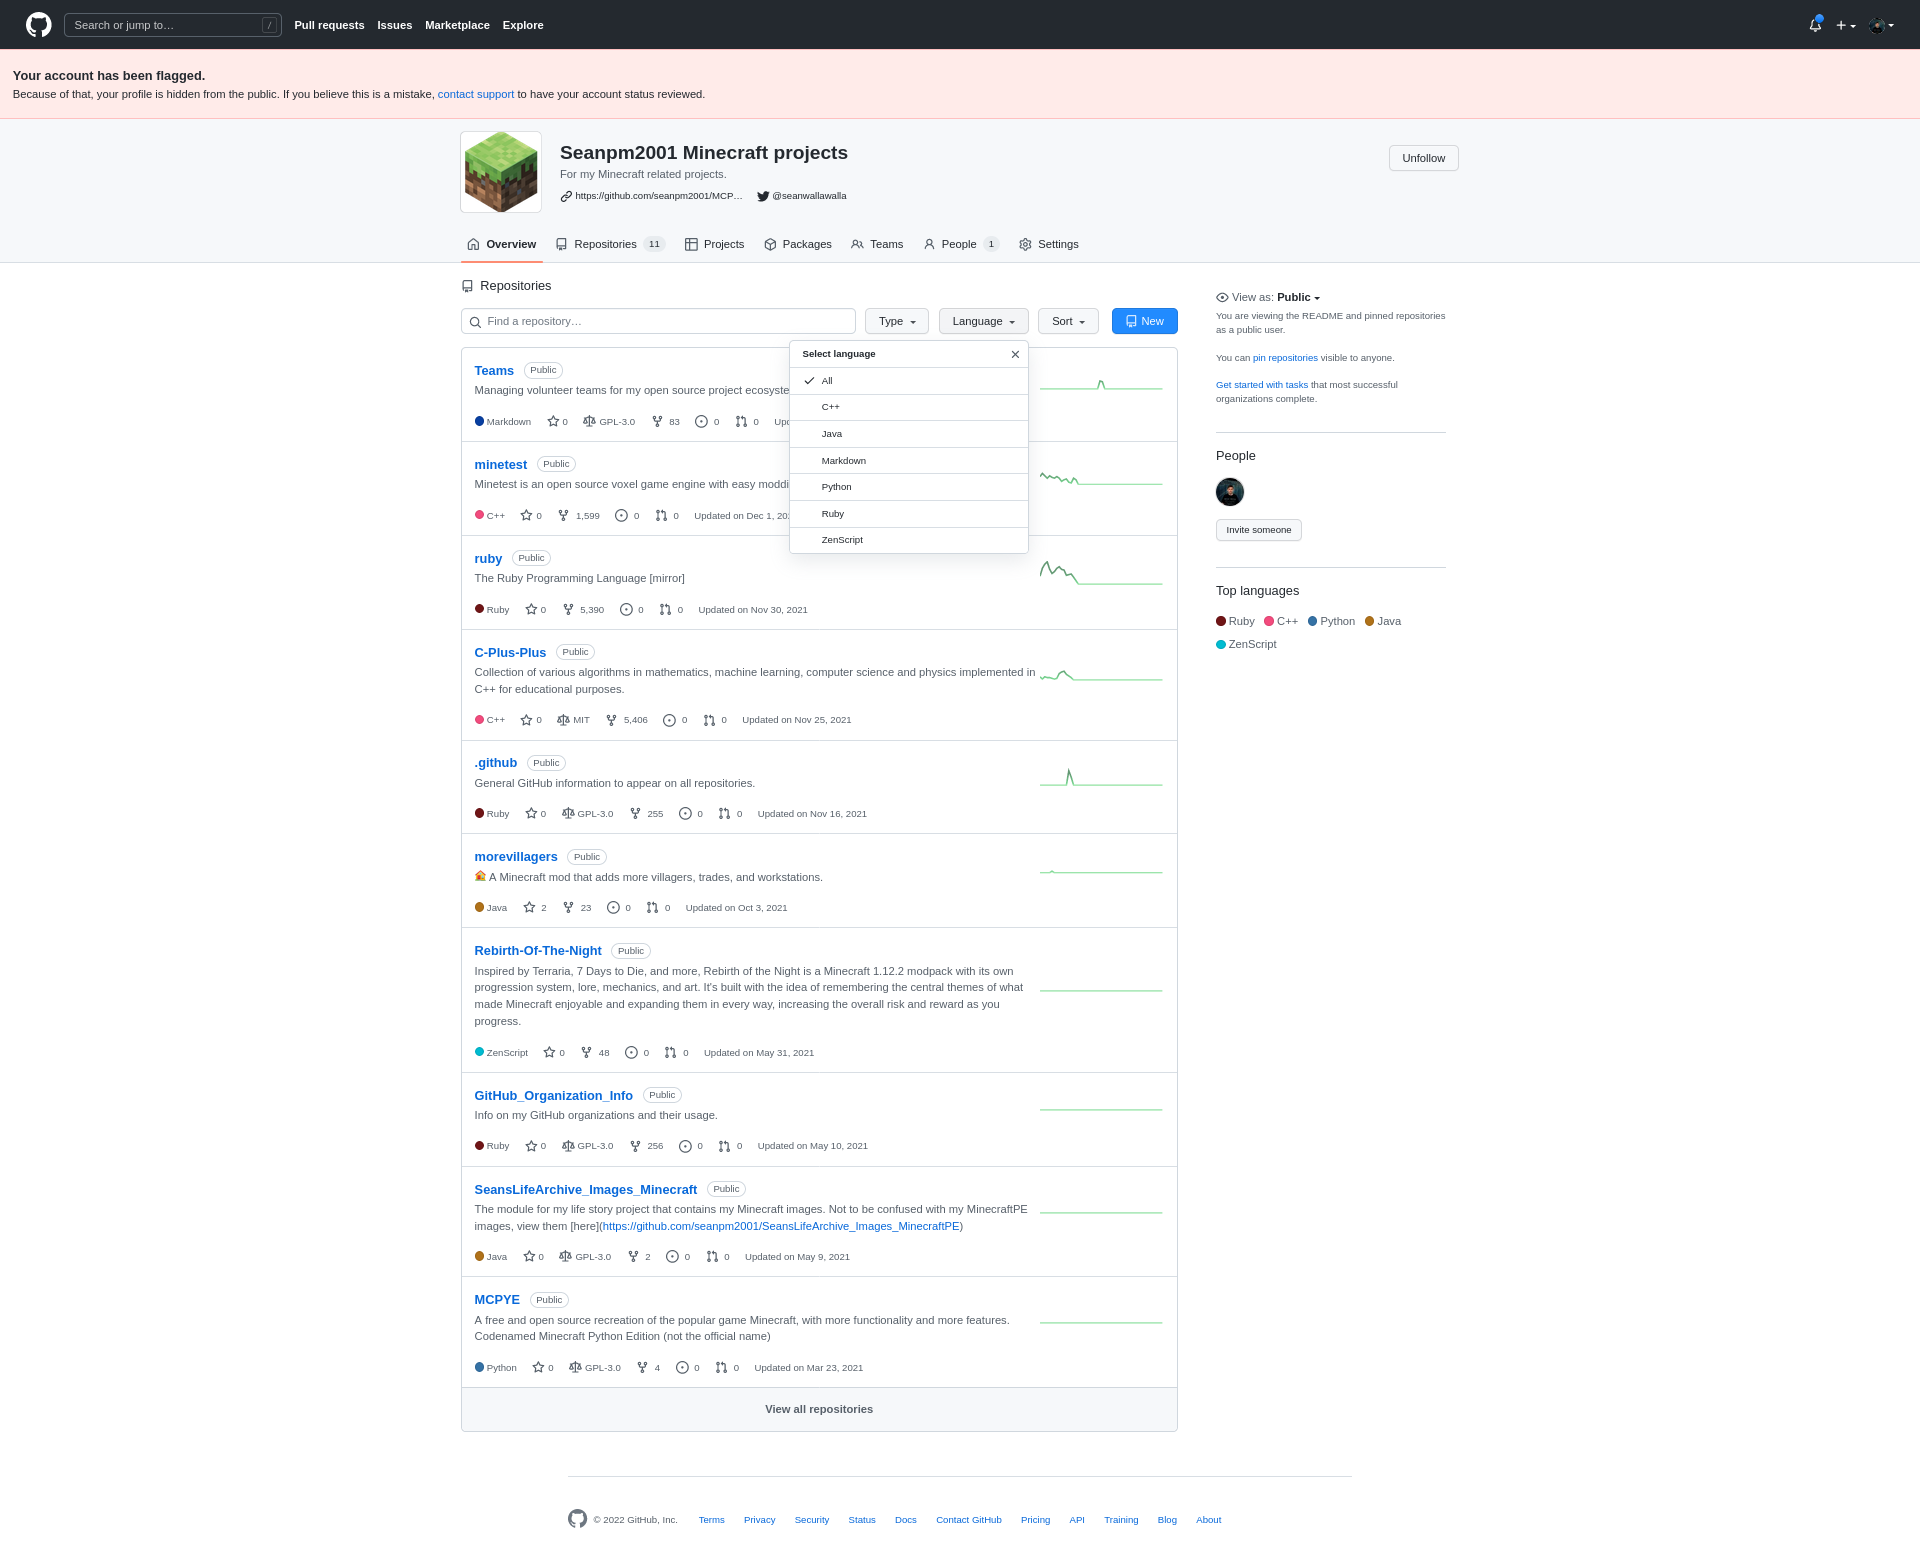 Search or jump to… /
Pull requests Issues Marketplace Explore
Your account has been flagged.
Because of that, your profile is hidden from the public. If you believe this is a mistake, contact support to have your account status reviewed.
Seanpm2001 Minecraft projects
For my Minecraft related projects.
https://github.com/seanpm2001/MCP… @seanwallawalla
Unfollow
Overview Repositories 11 Projects Packages Teams People 1 Settings
Repositories
Find a repository…
Type Language Sort New
Select language
All
C++
Java
Markdown
Python
Ruby
ZenScript
Teams Public
Managing volunteer teams for my open source project ecosyste
Markdown 0 GPL-3.0 83 0 0
minetest Public
Minetest is an open source voxel game engine with easy moddi
C++ 0 1,599 0 0 Updated on Dec 1,
ruby Public
The Ruby Programming Language [mirror]
Ruby 0 5,390 0 0 Updated on Nov 30, 2021
C-Plus-Plus Public
Collection of various algorithms in mathematics, machine learning, computer science and physics implemented in
C++ for educational purposes.
C++ 0 MIT 5,406 0 0 Updated on Nov 25, 2021
.github Public
General GitHub information to appear on all repositories.
Ruby 0 GPL-3.0 255 0 0 Updated on Nov 16, 2021
morevillagers Public
🏠 A Minecraft mod that adds more villagers, trades, and workstations.
Java 2 23 0 0 Updated on Oct 3, 2021
Rebirth-Of-The-Night Public
Inspired by Terraria, 7 Days to Die, and more, Rebirth of the Night is a Minecraft 1.12.2 modpack with its own
progression system, lore, mechanics, and art. It's built with the idea of remembering the central themes of what
made Minecraft enjoyable and expanding them in every way, increasing the overall risk and reward as you
progress.
ZenScript 0 48 0 0 Updated on May 31, 2021
GitHub_Organization_Info Public
Info on my GitHub organizations and their usage.
Ruby 0 GPL-3.0 256 0 0 Updated on May 10, 2021
SeansLifeArchive_Images_Minecraft Public
The module for my life story project that contains my Minecraft images. Not to be confused with my MinecraftPE
images, view them [here](https://github.com/seanpm2001/SeansLifeArchive_Images_MinecraftPE)
Java 0 GPL-3.0 2 0 0 Updated on May 9, 2021
MCPYE Public
A free and open source recreation of the popular game Minecraft, with more functionality and more features.
Codenamed Minecraft Python Edition (not the official name)
Python 0 GPL-3.0 4 0 0 Updated on Mar 23, 2021
View all repositories
View as: Public
You are viewing the README and pinned repositories
as a public user.
You can pin repositories visible to anyone.
Get started with tasks that most successful
organizations complete.
People
Invite someone
Top languages
Ruby C++ Python Java
ZenScript
© 2022 GitHub, Inc. Terms Privacy Security Status Docs Contact GitHub Pricing API Training Blog About